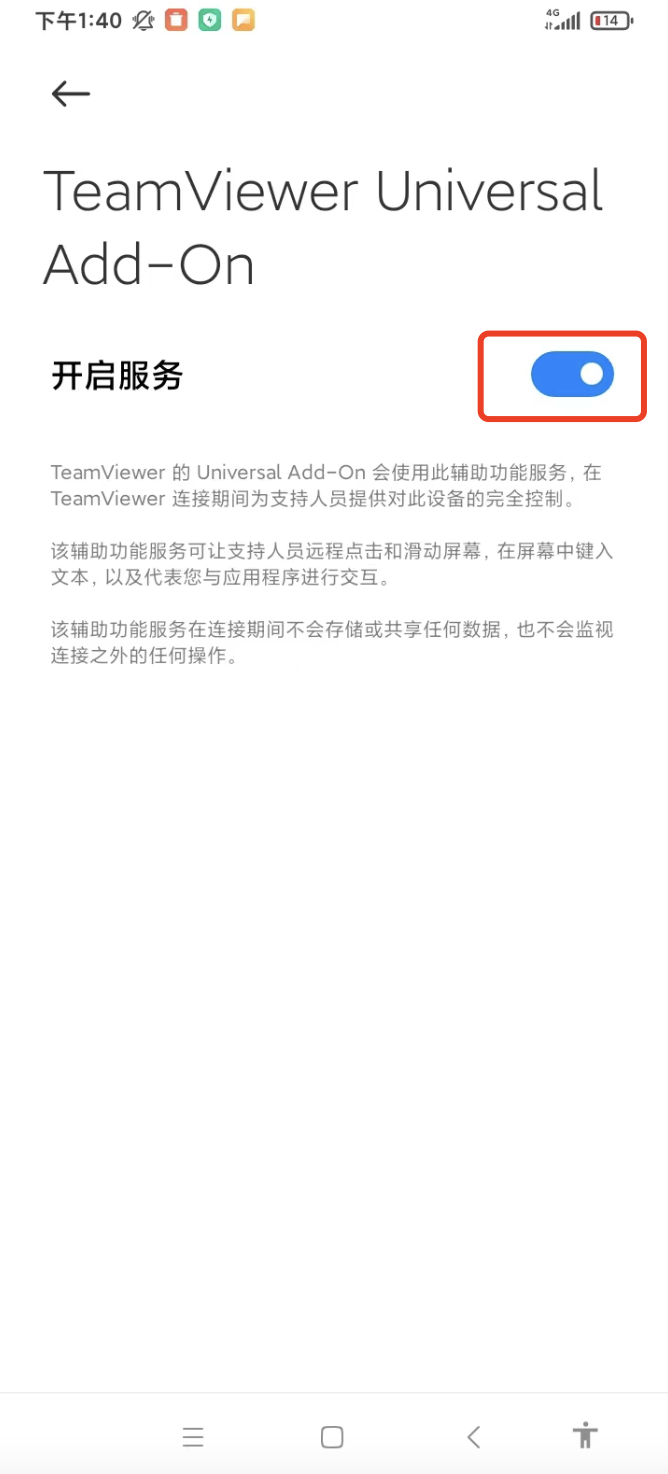 下午1:40
4G
14
TeamViewer Universal
Add-On
开启服务
TeamViewer 的 Universal Add-On 会使用此辅助功能服务，在
TeamViewer 连接期间为支持人员提供对此设备的完全控制。
该辅助功能服务可让支持人员远程点击和滑动屏幕，在屏幕中键入
文本，以及代表您与应用程序进行交互。
该辅助功能服务在连接期间不会存储或共享任何数据，也不会监视
连接之外的任何操作。